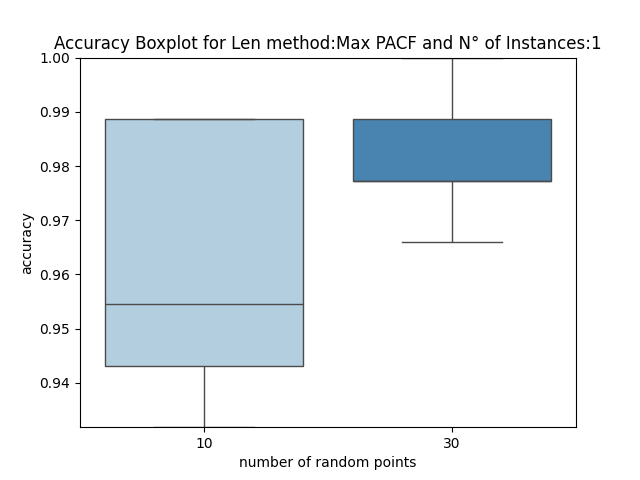 Accuracy Boxplot for Len method:Max PACF and N° of Instances:1
1.00
0.99
0.98
0.97
0.96
0.95
0.94
accuracy
10 30
number of random points